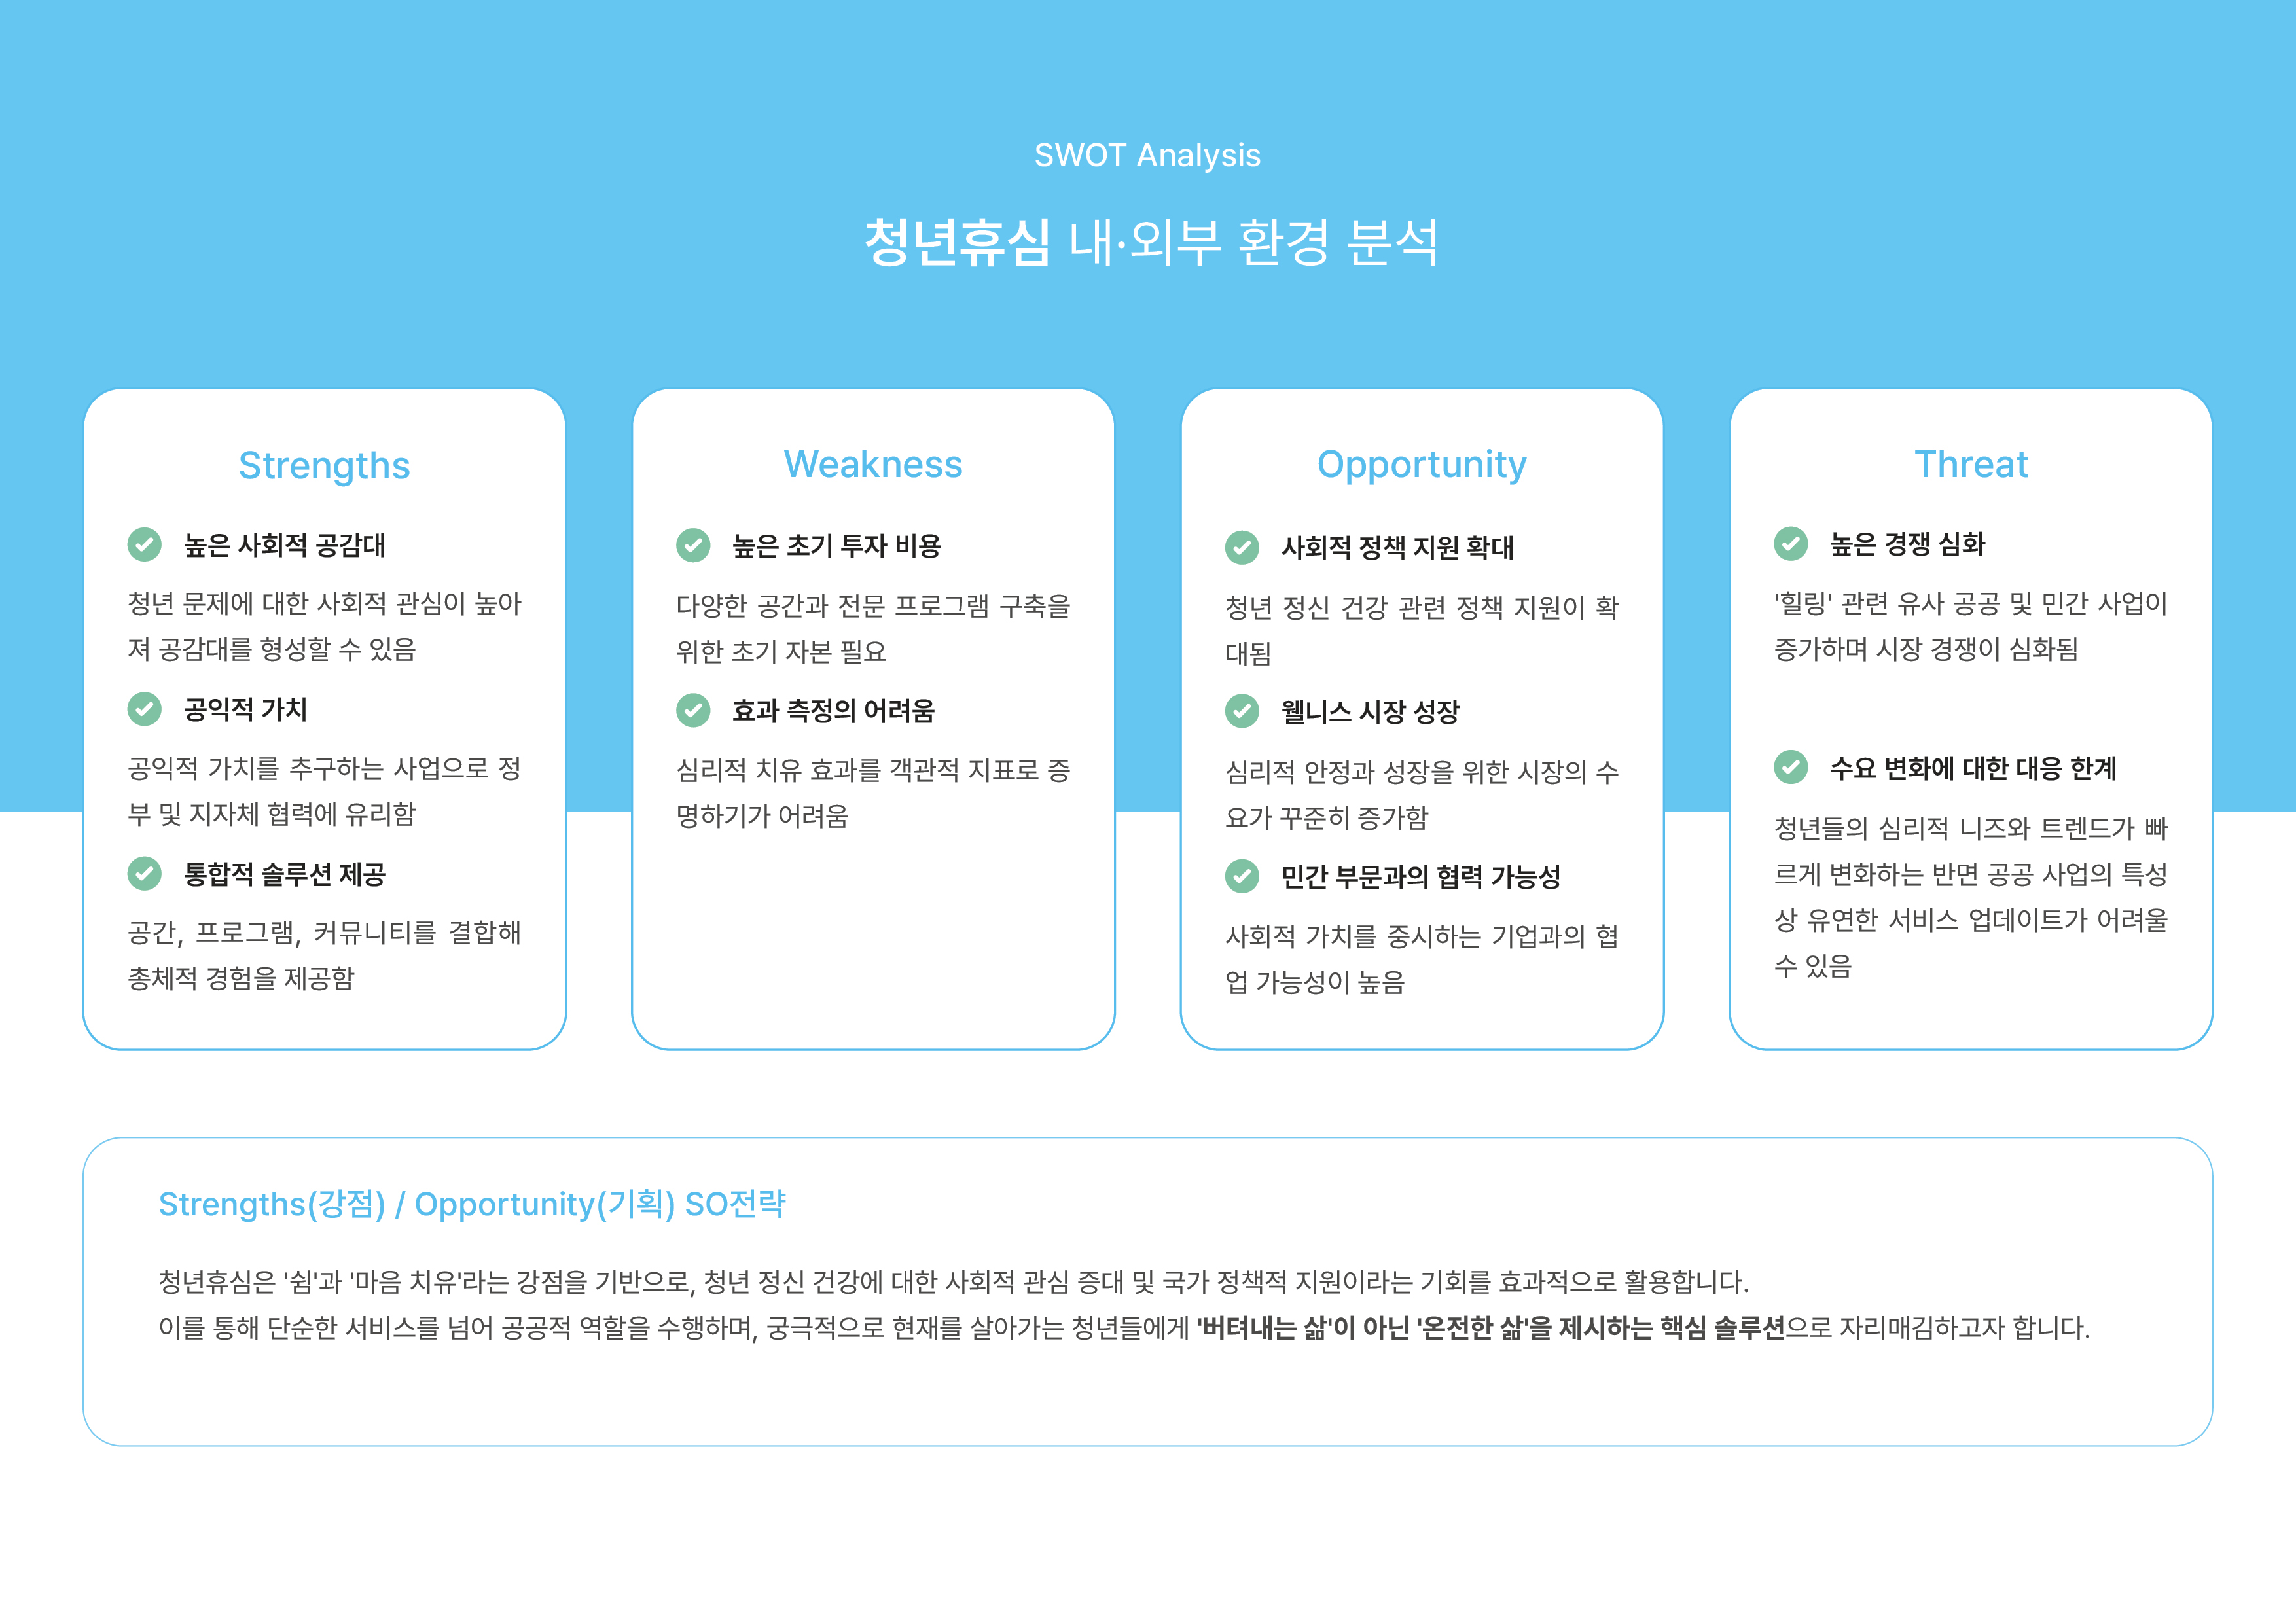 SWOT Analysis
청년휴심 내·외부 환경 분석
Strengths
높은 사회적 공감대
청년 문제에 대한 사회적 관심이 높아
져 공감대를 형성할 수 있음
공익적 가치
공익적 가치를 추구하는 사업으로 정
부 및 지자체 협력에 유리함
통합적 솔루션 제공
공간, 프로그램, 커뮤니티를 결합해
총체적 경험을 제공함
Weakness
높은 초기 투자 비용
다양한 공간과 전문 프로그램 구축을
위한 초기 자본 필요
효과 측정의 어려움
심리적 치유 효과를 객관적 지표로 증
명하기가 어려움
Opportunity
사회적 정책 지원 확대
청년 정신 건강 관련 정책 지원이 확
대됨
웰니스 시장 성장
심리적 안정과 성장을 위한 시장의 수
요가 꾸준히 증가함
민간 부문과의 협력 가능성
사회적 가치를 중시하는 기업과의 협
업 가능성이 높음
Threat
높은 경쟁 심화
'힐링' 관련 유사 공공 및 민간 사업이
증가하며 시장 경쟁이 심화됨
수요 변화에 대한 대응 한계
청년들의 심리적 니즈와 트렌드가 빠
르게 변화하는 반면 공공 사업의 특성
상 유연한 서비스 업데이트가 어려울
수 있음
Strengths(강점) / Opportunity(기획) SO전략
청년휴심은 '쉼'과 '마음 치유'라는 강점을 기반으로, 청년 정신 건강에 대한 사회적 관심 증대 및 국가 정책적 지원이라는 기회를 효과적으로 활용합니다.
이를 통해 단순한 서비스를 넘어 공공적 역할을 수행하며, 궁극적으로 현재를 살아가는 청년들에게 '버텨내는 삶'이 아닌 '온전한 삶'을 제시하는 핵심 솔루션으로 자리매김하고자 합니다.